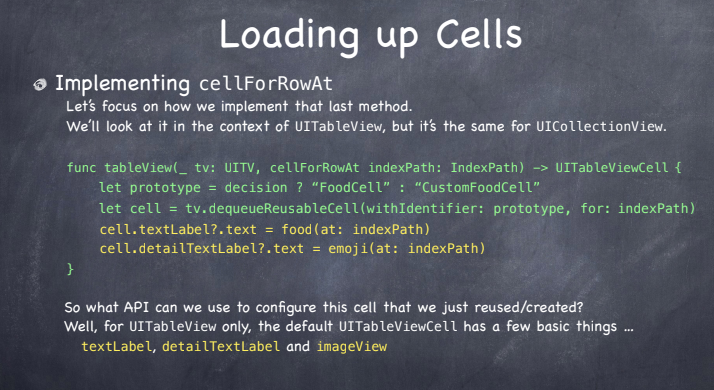 Loading up Cells
Implementing cellForRowAt
Let's focus on how we implement that last method.
We'll look at it in the context of UITableView, but it's the same for UICollectionView.
func tableView(_ tv: UITV, cellForRowAt indexPath: IndexPath) -> UITableViewCell {
let prototype = decision ? “FoodCell” : “CustomFoodCell”
let cell = tv.dequeueReusableCell(withIdentifier: prototype, for: indexPath)
cell.textLabel?.text = food(at: indexPath)
cell.detailTextLabel?.text = emoji(at: indexPath)
}
So what API can we use to configure this cell that we just reused/created?
Well, for UITableView only, the default UITableViewCell has a few basic things ...
textLabel, detailTextLabel and imageView